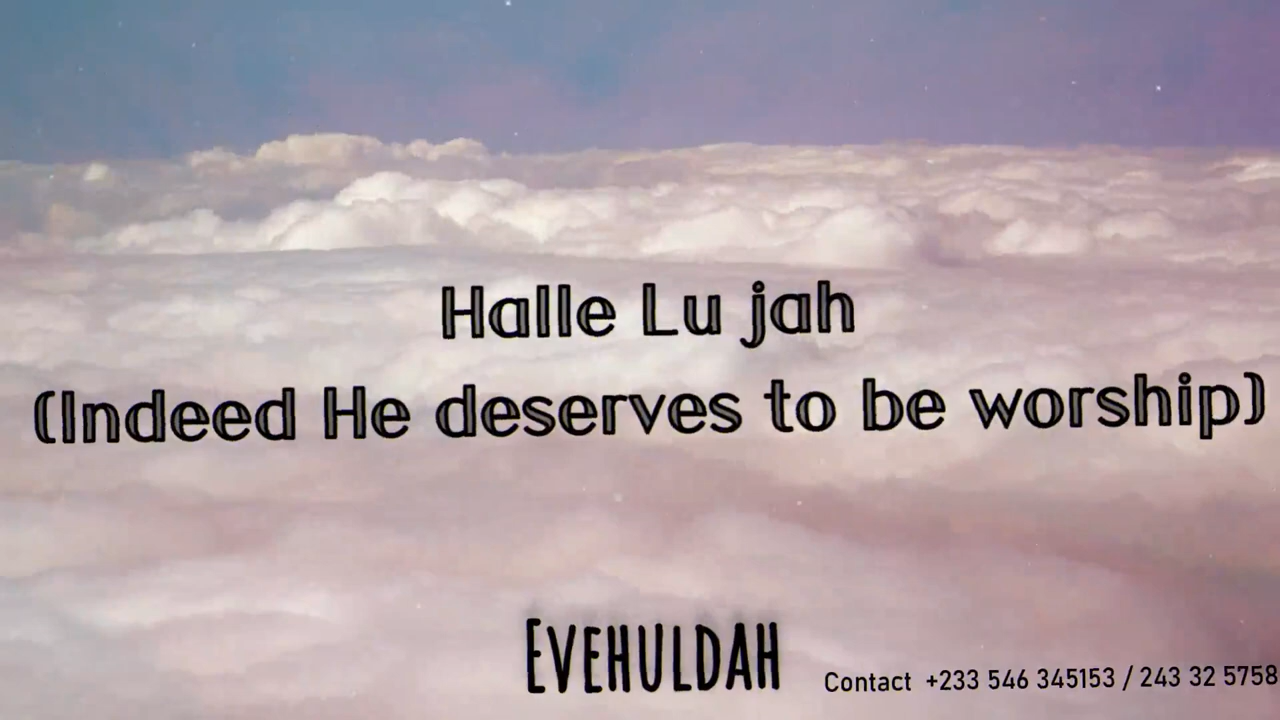 Halle Lu jah
(Indeed He deserves to be worship)
EVEHULDAH
Contact +233 546 345153 / 243 32 5758